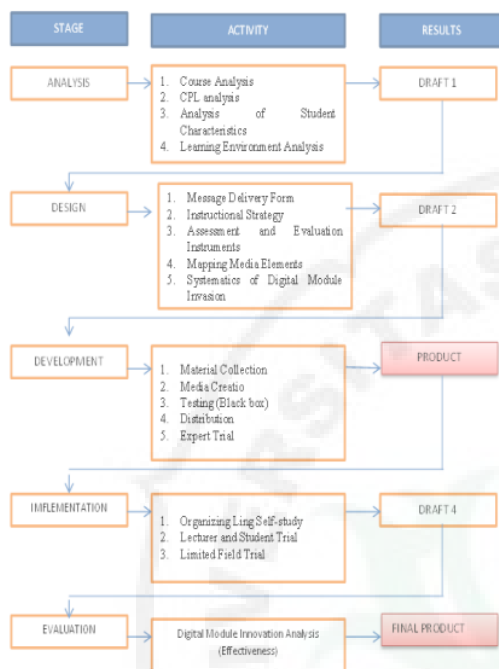 STAGE
ACTIVITY
RESULTS
ANALYSIS
1. Course Analysis
2. CPL analysis
3. Analysis of Student
Characteristics
4. Learning Environment Analysis
DRAFT 1
DESIGN
1. Message Delivery Form
2. Instructional Strategy
3. Assessment and Evaluation
Instruments
4. Mapping Media Elements
5. Systematics of Digital Module
Invasion
DRAFT 2
DEVELOPMENT
1. Material Collection
2. Media Creatio
3. Testing (Black box)
4. Distribution
5. Expert Trial
PRODUCT
IMPLEMENTATION
1. Organizing Ling Self-study
2. Lecturer and Student Trial
3. Limited Field Trial
DRAFT 4
EVALUATION
Digital Module Innovation Analysis
(Effectiveness)
FINAL PRODUCT